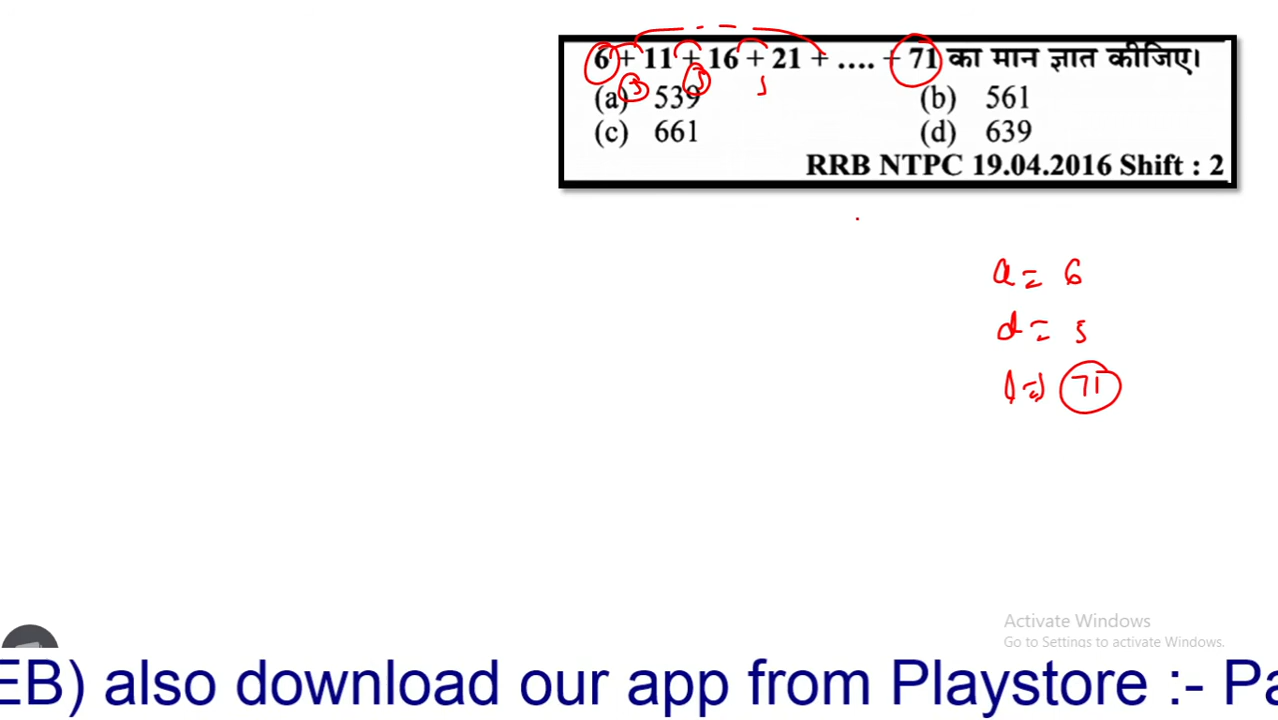 6 + 11 + 16 + 21 + .... + 71 का मान ज्ञात कीजिए।
(a) 539 (b) 561
(c) 661 (d) 639
RRB NTPC 19.04.2016 Shift : 2
a = 6
d = 5
l = 71
Activate Windows
Go to Settings to activate Windows.
EB) also download our app from Playstore :- Pa